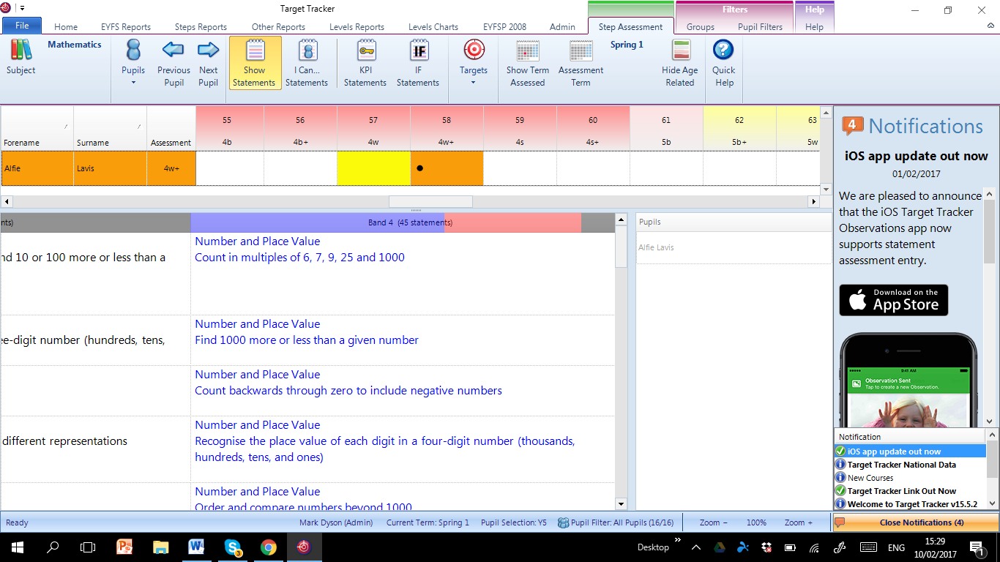 Target Tracker
Filters
Help
File
Home
EYFS Reports
Steps Reports
Other Reports
Levels Reports
Levels Charts
EYFSP 2008
Admin
Step Assessment
Groups
Pupil Filters
Help
Subject
Mathematics
Pupils
Previous
Pupil
Next
Pupil
Show
Statements
I Can...
Statements
KPI
Statements
IF
IF
Statements
Targets
Show Term
Assessed
Assessment
Term
Spring 1
Hide Age
Related
Quick
Help
55 56 57 58 59 60 61 62 63
Forename Surname Assessment 4b 4b+ 4w 4w+ 4s 4s+ 5b 5b+ 5w
Alfie Lavis 4w+
nts)
Band 4 (45 statements)
Number and Place Value
nd 10 or 100 more or less than a
Count in multiples of 6, 7, 9, 25 and 1000
Number and Place Value
ee-digit number (hundreds, tens,
Find 1000 more or less than a given number
Number and Place Value
Count backwards through zero to include negative numbers
Number and Place Value
different representations
Recognise the place value of each digit in a four-digit number (thousands,
hundreds, tens, and ones)
Number and Place Value
Order and compare numbers beyond 1000
Pupils
Alfie Lavis
4 Notifications
iOS app update out now
01/02/2017
We are pleased to announce
that the iOS Target Tracker
Observations app now
supports statement
assessment entry.
Download on the
App Store
9:41 AM
Observation Sent
Tap to create a new Observation.
Notification
iOS app update out now
Target Tracker National Data
New Courses
Target Tracker Link Out Now
Welcome to Target Tracker v15.5.2
Ready
Mark Dyson (Admin)
Current Term: Spring 1
Pupil Selection: Y5
Pupil Filter: All Pupils (16/16)
Zoom −
100%
Zoom +
Close Notifications (4)
3
Desktop
ENG
15:29
10/02/2017
1